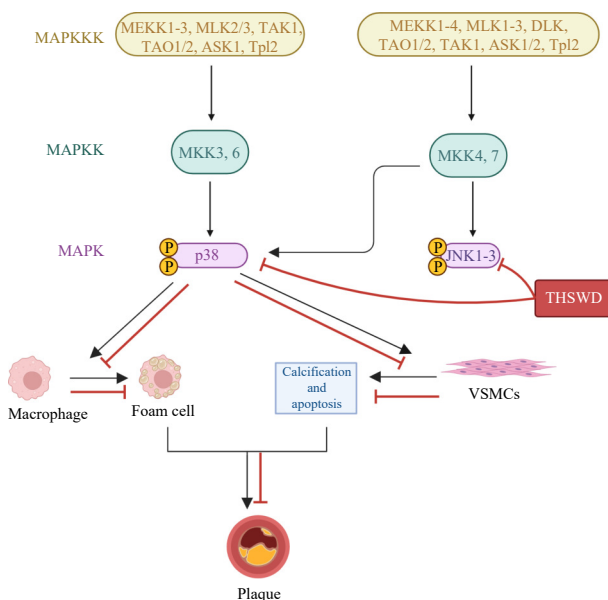 MAPKKK
MEKK1-3, MLK2/3, TAK1,
TAO1/2, ASK1, Tpl2
MEKK1-4, MLK1-3, DLK,
TAO1/2, TAK1, ASK1/2, Tpl2
MAPKK
MKK3, 6
MKK4, 7
MAPK
P
P
p38
P
P
JNK1-3
THSWD
Macrophage
Foam cell
Calcification
and
apoptosis
VSMCs
Plaque